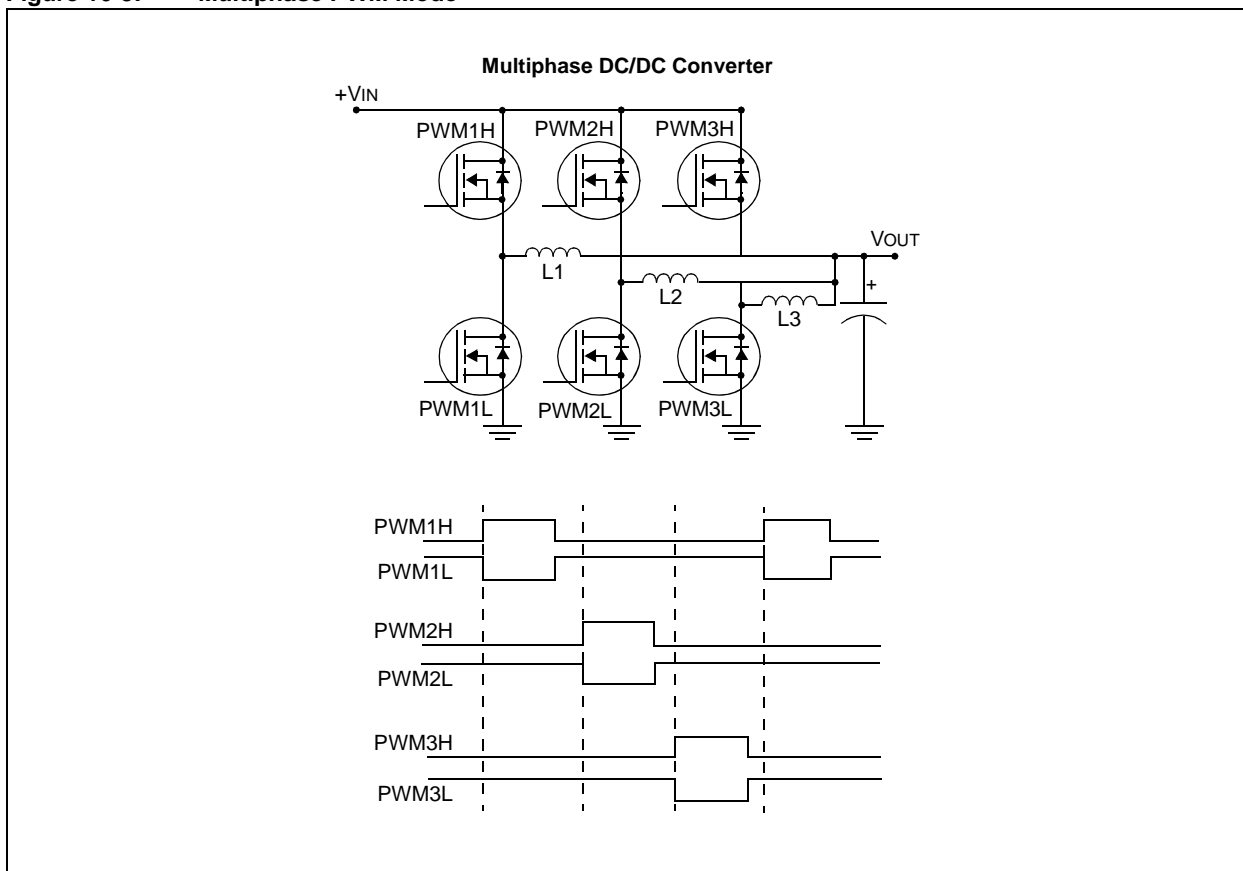 Multiphase DC/DC Converter
+VIN
PWM1H PWM2H PWM3H
VOUT
L1
L2
+
L3
PWM1L PWM2L PWM3L
PWM1H
PWM1L
PWM2H
PWM2L
PWM3H
PWM3L